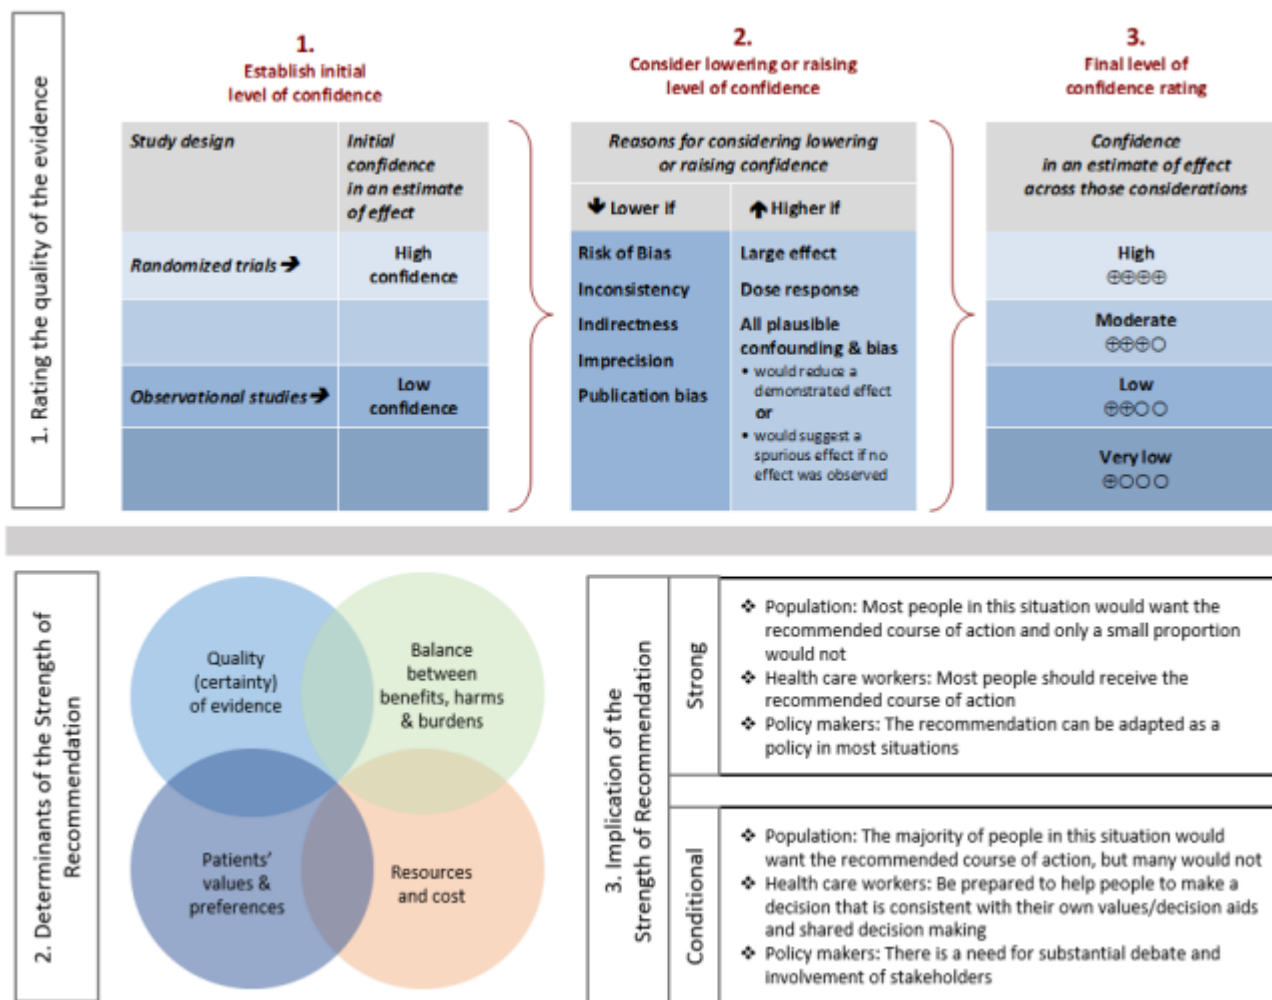 1. Rating the quality of the evidence
1.
Establish initial
level of confidence
Study design
Initial
confidence
in an estimate
of effect
Randomized trials ➔
High
confidence
Observational studies ➔
Low
confidence
2.
Consider lowering or raising
level of confidence
Reasons for considering lowering
or raising confidence
🡻 Lower if
🡹 Higher if
Risk of Bias
Inconsistency
Indirectness
Imprecision
Publication bias
Large effect
Dose response
All plausible
confounding & bias
• would reduce a
demonstrated effect
or
• would suggest a
spurious effect if no
effect was observed
3.
Final level of
confidence rating
Confidence
in an estimate of effect
across those considerations
High
⊕⊕⊕⊕
Moderate
⊕⊕⊕○
Low
⊕⊕○○
Very low
⊕○○○
2. Determinants of the Strength of
Recommendation
Quality
(certainty)
of evidence
Balance
between
benefits, harms
& burdens
Patients'
values &
preferences
Resources
and cost
3. Implication of the
Strength of Recommendation
Strong
❖ Population: Most people in this situation would want the
recommended course of action and only a small proportion
would not
❖ Health care workers: Most people should receive the
recommended course of action
❖ Policy makers: The recommendation can be adapted as a
policy in most situations
Conditional
❖ Population: The majority of people in this situation would
want the recommended course of action, but many would not
❖ Health care workers: Be prepared to help people to make a
decision that is consistent with their own values/decision aids
and shared decision making
❖ Policy makers: There is a need for substantial debate and
involvement of stakeholders